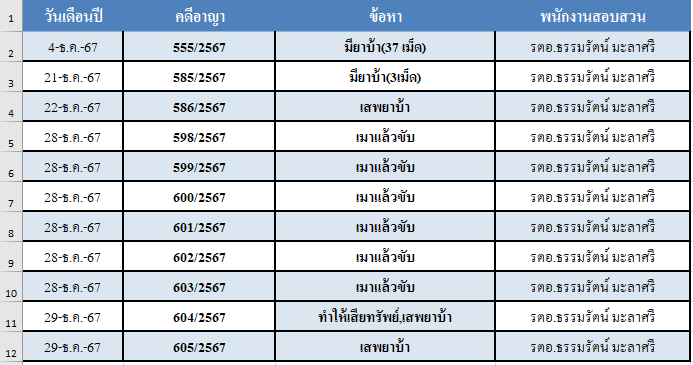 1 วันเดือนปี คดีอาญา ข้อหา พนักงานสอบสวน
2 4-ธ.ค.-67 555/2567 มียาบ้า(37 เม็ด) รตอ.ธรรมรัตน์ มะลาศรี
3 21-ธ.ค.-67 585/2567 มียาบ้า(3เม็ด) รตอ.ธรรมรัตน์ มะลาศรี
4 22-ธ.ค.-67 586/2567 เสพยาบ้า รตอ.ธรรมรัตน์ มะลาศรี
5 28-ธ.ค.-67 598/2567 เมาแล้วขับ รตอ.ธรรมรัตน์ มะลาศรี
6 28-ธ.ค.-67 599/2567 เมาแล้วขับ รตอ.ธรรมรัตน์ มะลาศรี
7 28-ธ.ค.-67 600/2567 เมาแล้วขับ รตอ.ธรรมรัตน์ มะลาศรี
8 28-ธ.ค.-67 601/2567 เมาแล้วขับ รตอ.ธรรมรัตน์ มะลาศรี
9 28-ธ.ค.-67 602/2567 เมาแล้วขับ รตอ.ธรรมรัตน์ มะลาศรี
10 28-ธ.ค.-67 603/2567 เมาแล้วขับ รตอ.ธรรมรัตน์ มะลาศรี
11 29-ธ.ค.-67 604/2567 ทำให้เสียทรัพย์,เสพยาบ้า รตอ.ธรรมรัตน์ มะลาศรี
12 29-ธ.ค.-67 605/2567 เสพยาบ้า รตอ.ธรรมรัตน์ มะลาศรี